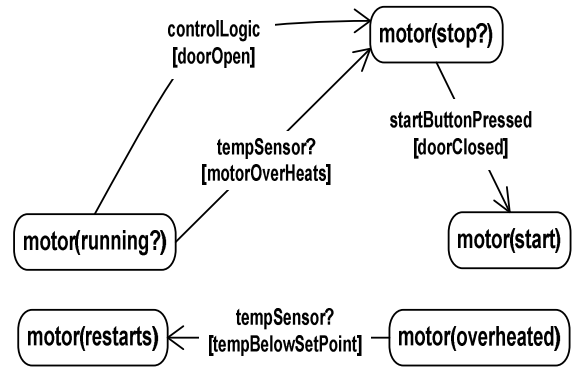 controlLogic
[doorOpen]
motor(stop?)
startButtonPressed
[doorClosed]
tempSensor?
[motorOverHeats]
motor(running?)
motor(start)
tempSensor?
[tempBelowSetPoint]
motor(restarts)
motor(overheated)